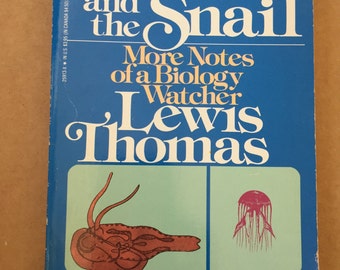 and the Snail
More Notes
of a Biology
Watcher
Lewis
Thomas